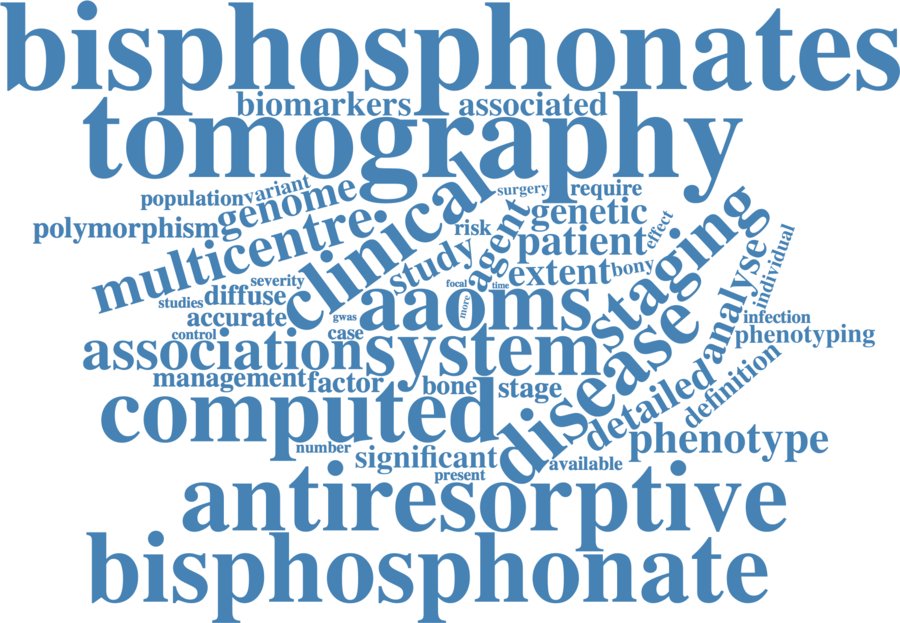 bisphosphonates
biomarkers associated
tomography
population variant surgery require
polymorphism genome clinical risk agent genetic effect
multicentre study patient staging
severity extent bony individual
studies diffuse focal time analyse
accurate gwas aaoms more infection
control case phenotyping
association system disease
management factor bone stage detailed definition
computed
number significant available phenotype
present
antiresorptive
bisphosphonate